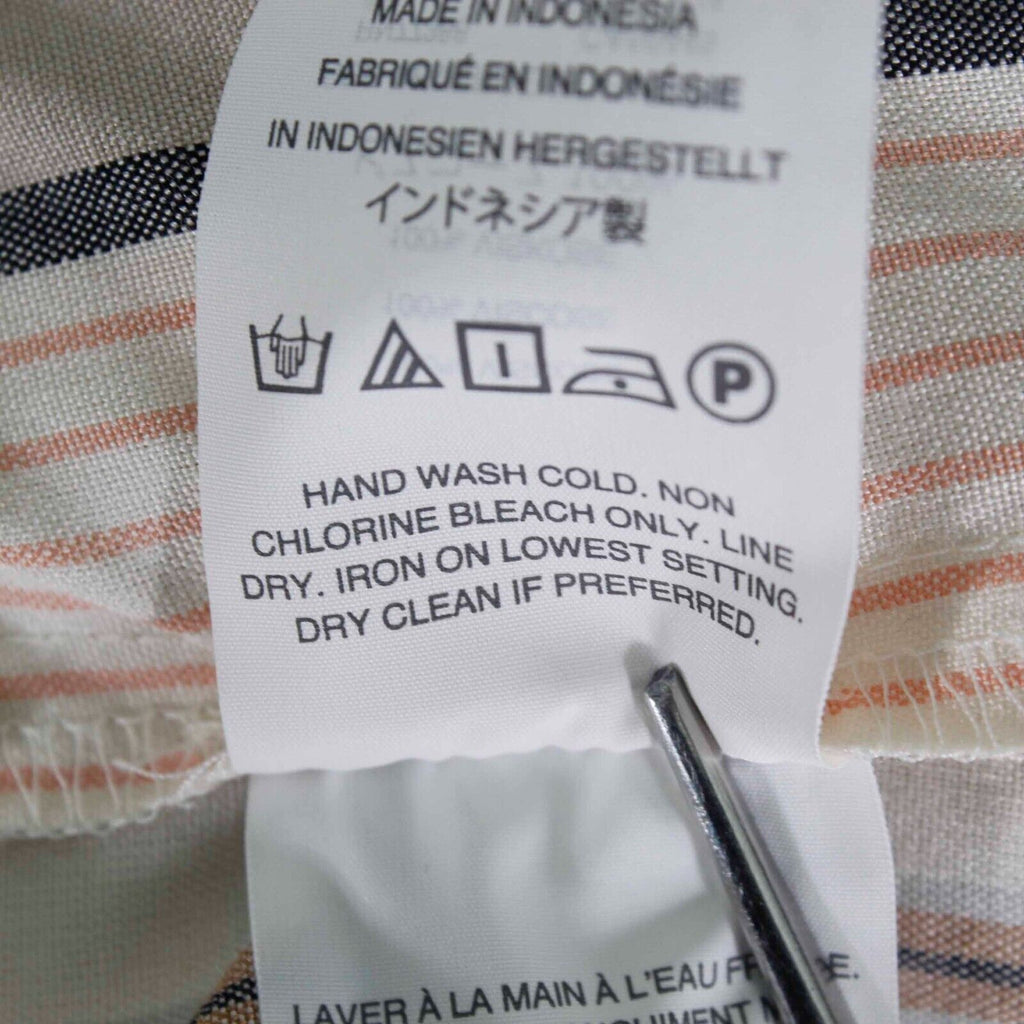 MADE IN INDONESIA
FABRIQUÉ EN INDONÉSIE
IN INDONESIEN HERGESTELLT
インドネシア製
P
HAND WASH COLD. NON
CHLORINE BLEACH ONLY. LINE
DRY. IRON ON LOWEST SETTING.
DRY CLEAN IF PREFERRED.
LAVER À LA MAIN À L'EAU